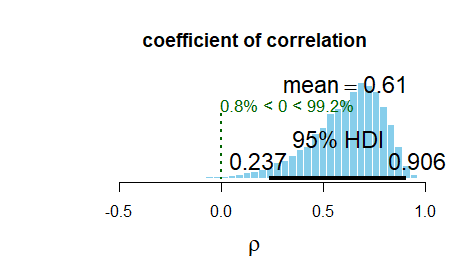 coefficient of correlation
mean = 0.61
0.8% < 0 < 99.2%
95% HDI
0.237 0.906
-0.5 0.0 0.5 1.0
ρ